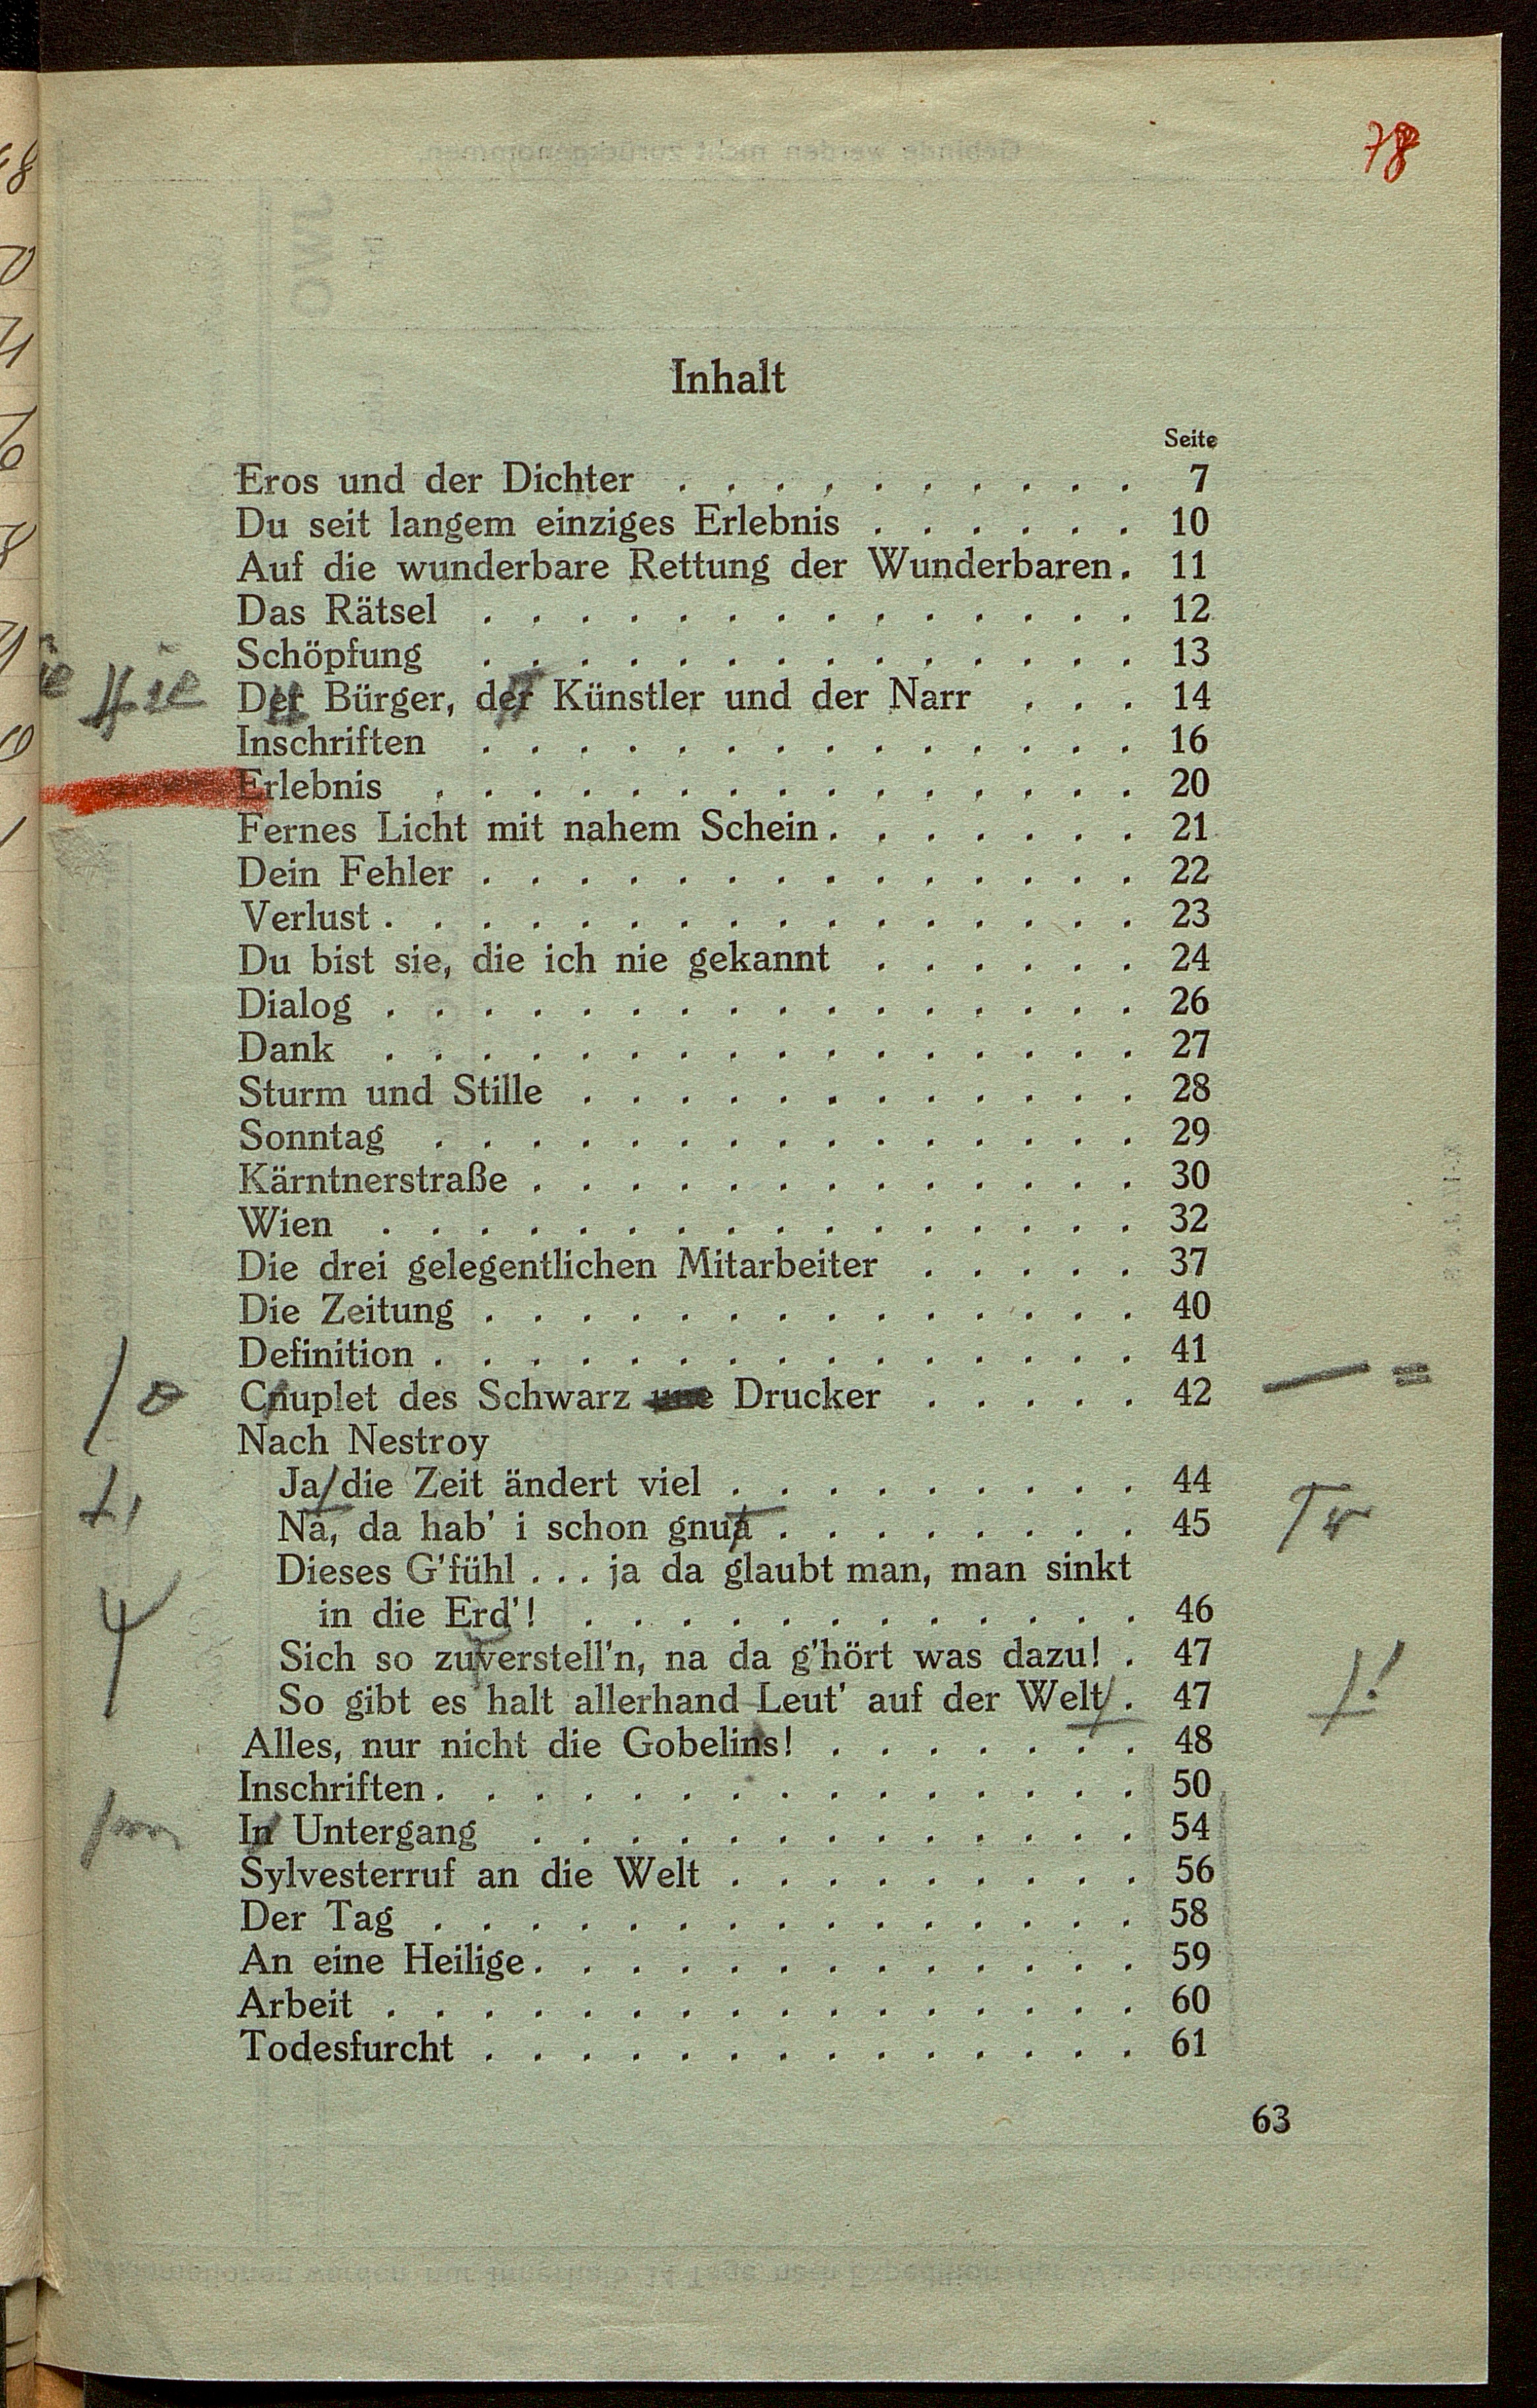 78
Inhalt
Seite
Eros und der Dichter . . . . . . . . . . 7
Du seit langem einziges Erlebnis . . . . . . 10
Auf die wunderbare Rettung der Wunderbaren . 11
Das Rätsel . . . . . . . . . . . . . . 12
Schöpfung . . . . . . . . . . . . . . 13
ie Der Bürger, der Künstler und der Narr . . . 14
Inschriften . . . . . . . . . . . . . . 16
Erlebnis . . . . . . . . . . . . . . . 20
Fernes Licht mit nahem Schein . . . . . . . 21
Dein Fehler . . . . . . . . . . . . . . 22
Verlust . . . . . . . . . . . . . . . . 23
Du bist sie, die ich nie gekannt . . . . . . 24
Dialog . . . . . . . . . . . . . . . . 26
Dank . . . . . . . . . . . . . . . . 27
Sturm und Stille . . . . . . . . . . . . 28
Sonntag . . . . . . . . . . . . . . . 29
Kärntnerstraße . . . . . . . . . . . . . 30
Wien . . . . . . . . . . . . . . . . 32
Die drei gelegentlichen Mitarbeiter . . . . . 37
Die Zeitung . . . . . . . . . . . . . . 40
Definition . . . . . . . . . . . . . . . 41
o Cnuplet des Schwarz Drucker . . . . . 42 =
Nach Nestroy
Ja die Zeit ändert viel . . . . . . . . . 44
Na, da hab' i schon gnua . . . . . . . . 45
Dieses G'fühl . . . ja da glaubt man, man sinkt
in die Erd'! . . . . . . . . . . . . 46
Sich so zuverstell'n, na da g'hört was dazu! . 47
So gibt es halt allerhand Leut' auf der Welt . 47 !
Alles, nur nicht die Gobelins! . . . . . . . 48
Inschriften . . . . . . . . . . . . . . . 50
In Untergang . . . . . . . . . . . . . 54
Sylvesterruf an die Welt . . . . . . . . . 56
Der Tag . . . . . . . . . . . . . . . 58
An eine Heilige . . . . . . . . . . . . . 59
Arbeit . . . . . . . . . . . . . . . . 60
Todesfurcht . . . . . . . . . . . . . . 61
63